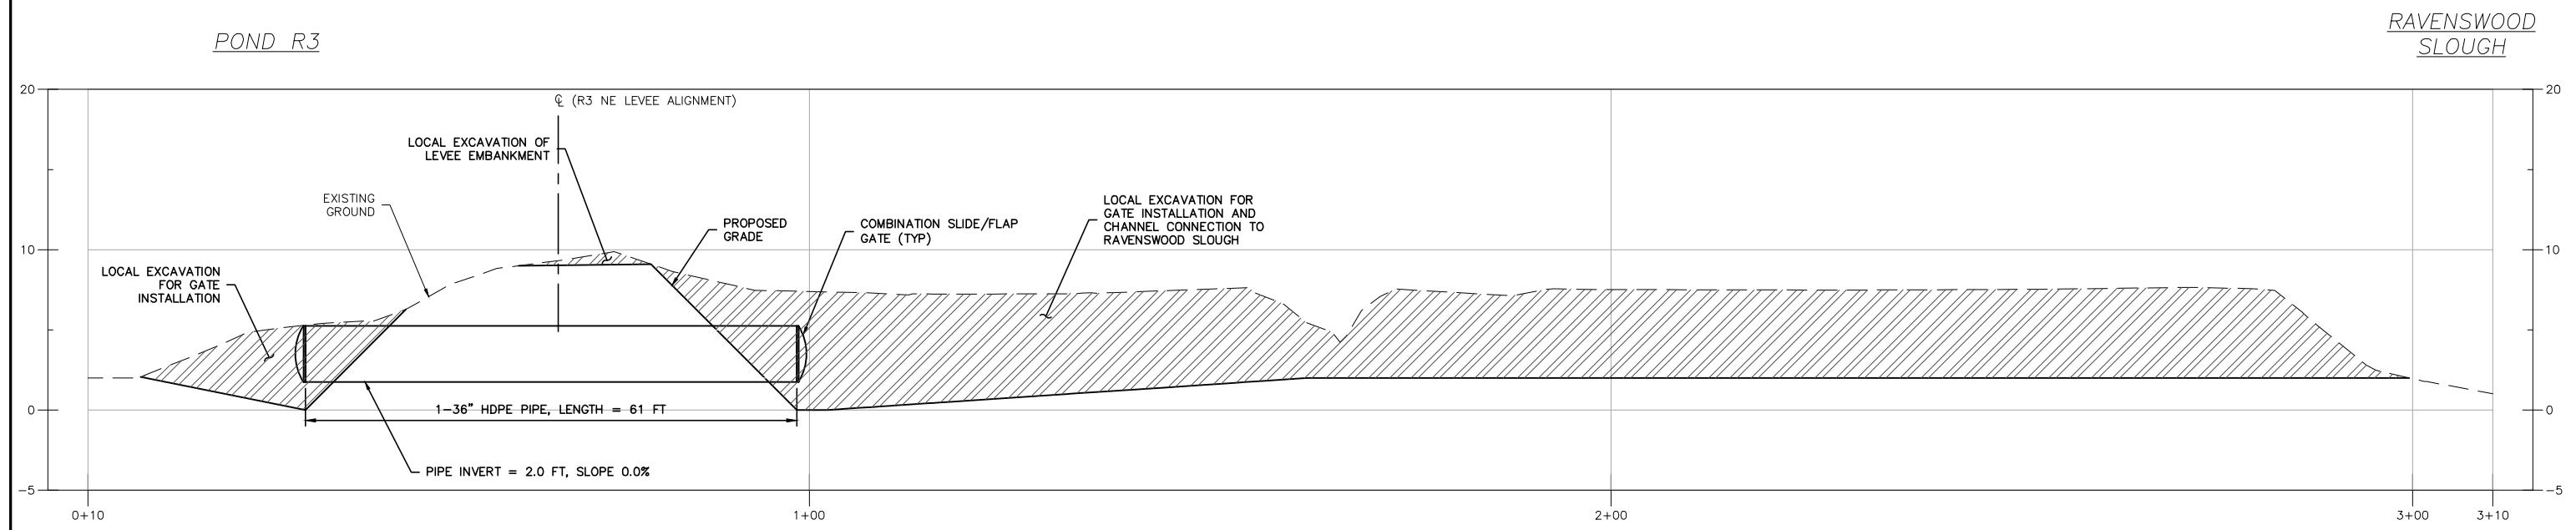 POND R3
RAVENSWOOD
SLOUGH
20
20
℄ (R3 NE LEVEE ALIGNMENT)
LOCAL EXCAVATION OF
LEVEE EMBANKMENT
EXISTING
GROUND
PROPOSED
GRADE
COMBINATION SLIDE/FLAP
GATE (TYP)
LOCAL EXCAVATION FOR
GATE INSTALLATION AND
CHANNEL CONNECTION TO
RAVENSWOOD SLOUGH
10
10
LOCAL EXCAVATION
FOR GATE
INSTALLATION
0
0
1-36" HDPE PIPE, LENGTH = 61 FT
PIPE INVERT = 2.0 FT, SLOPE 0.0%
-5
-5
0+10
1+00
2+00
3+00
3+10